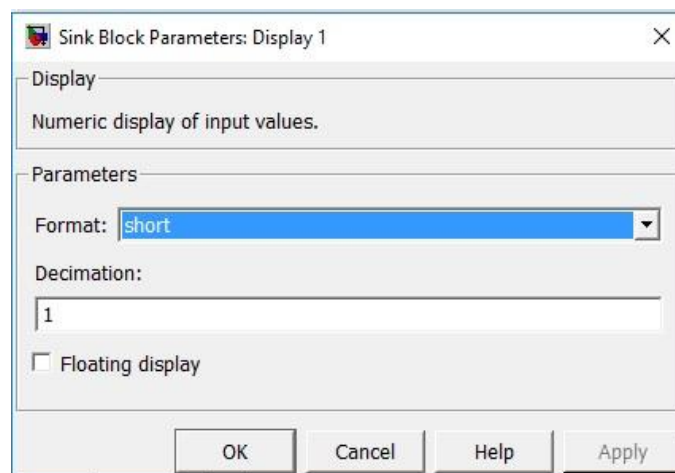 Sink Block Parameters: Display 1
Display
Numeric display of input values.
Parameters
Format: short
Decimation:
1
Floating display
OK Cancel Help Apply